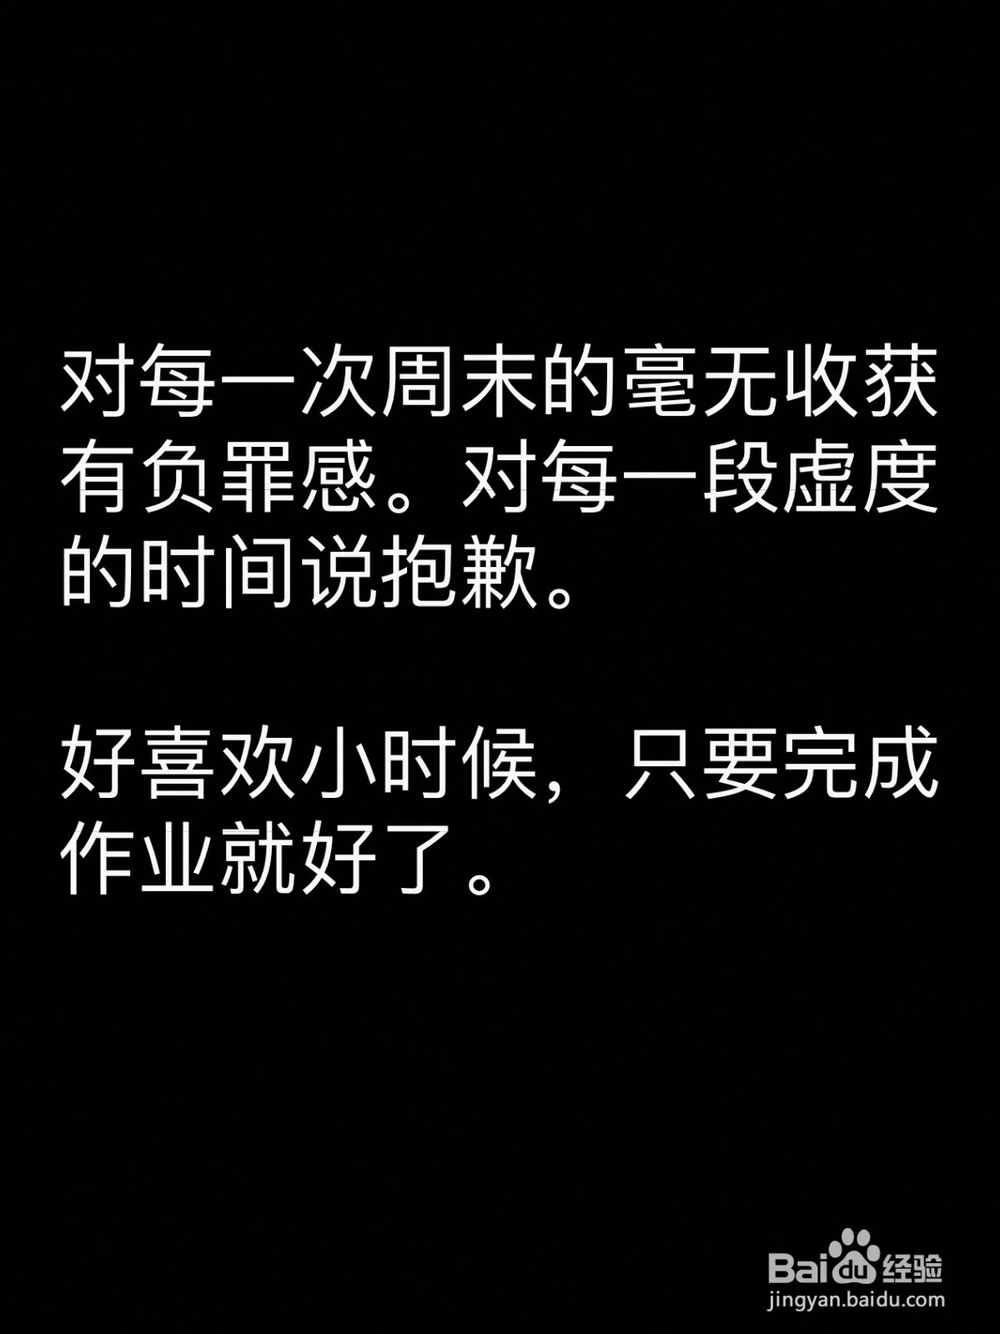 对每一次周末的毫无收获
有负罪感。对每一段虚度
的时间说抱歉。
好喜欢小时候，只要完成
作业就好了。
Baidu经验
jingyan.baidu.com